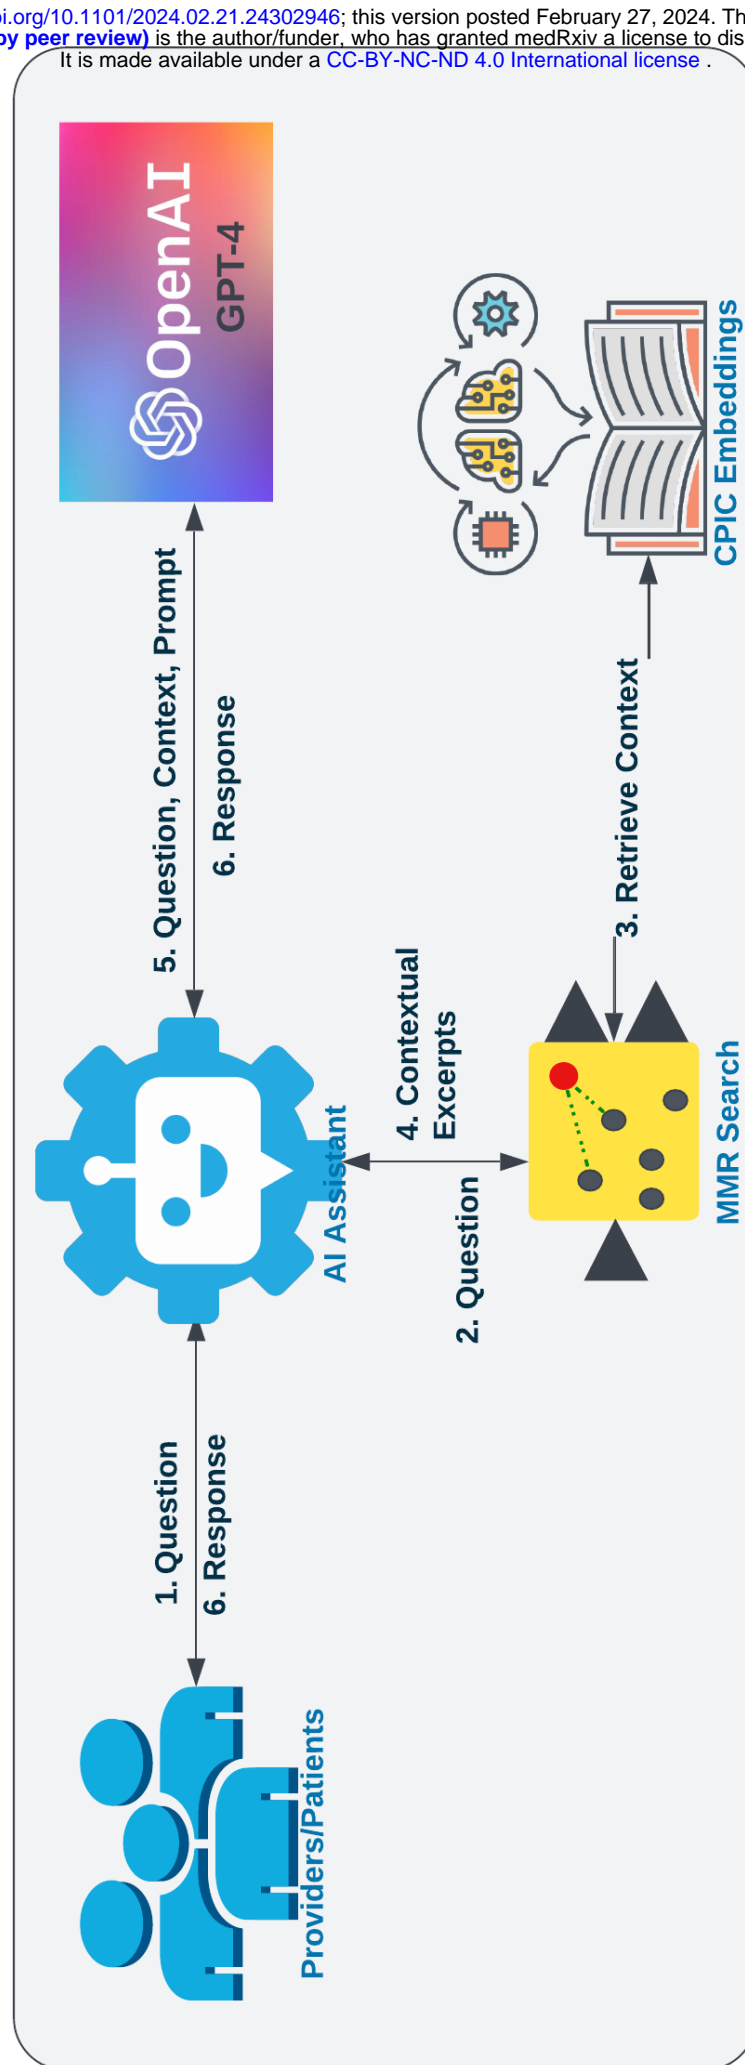 oi.org/10.1101/2024.02.21.24302946; this version posted February 27, 2024. Th
by peer review) is the author/funder, who has granted medRxiv a license to dis
It is made available under a CC-BY-NC-ND 4.0 International license .
1. Question
6. Response
Providers/Patients
AI Assistant
5. Question, Context, Prompt
6. Response
OpenAI
GPT-4
2. Question
4. Contextual
Excerpts
MMR Search
3. Retrieve Context
CPIC Embeddings